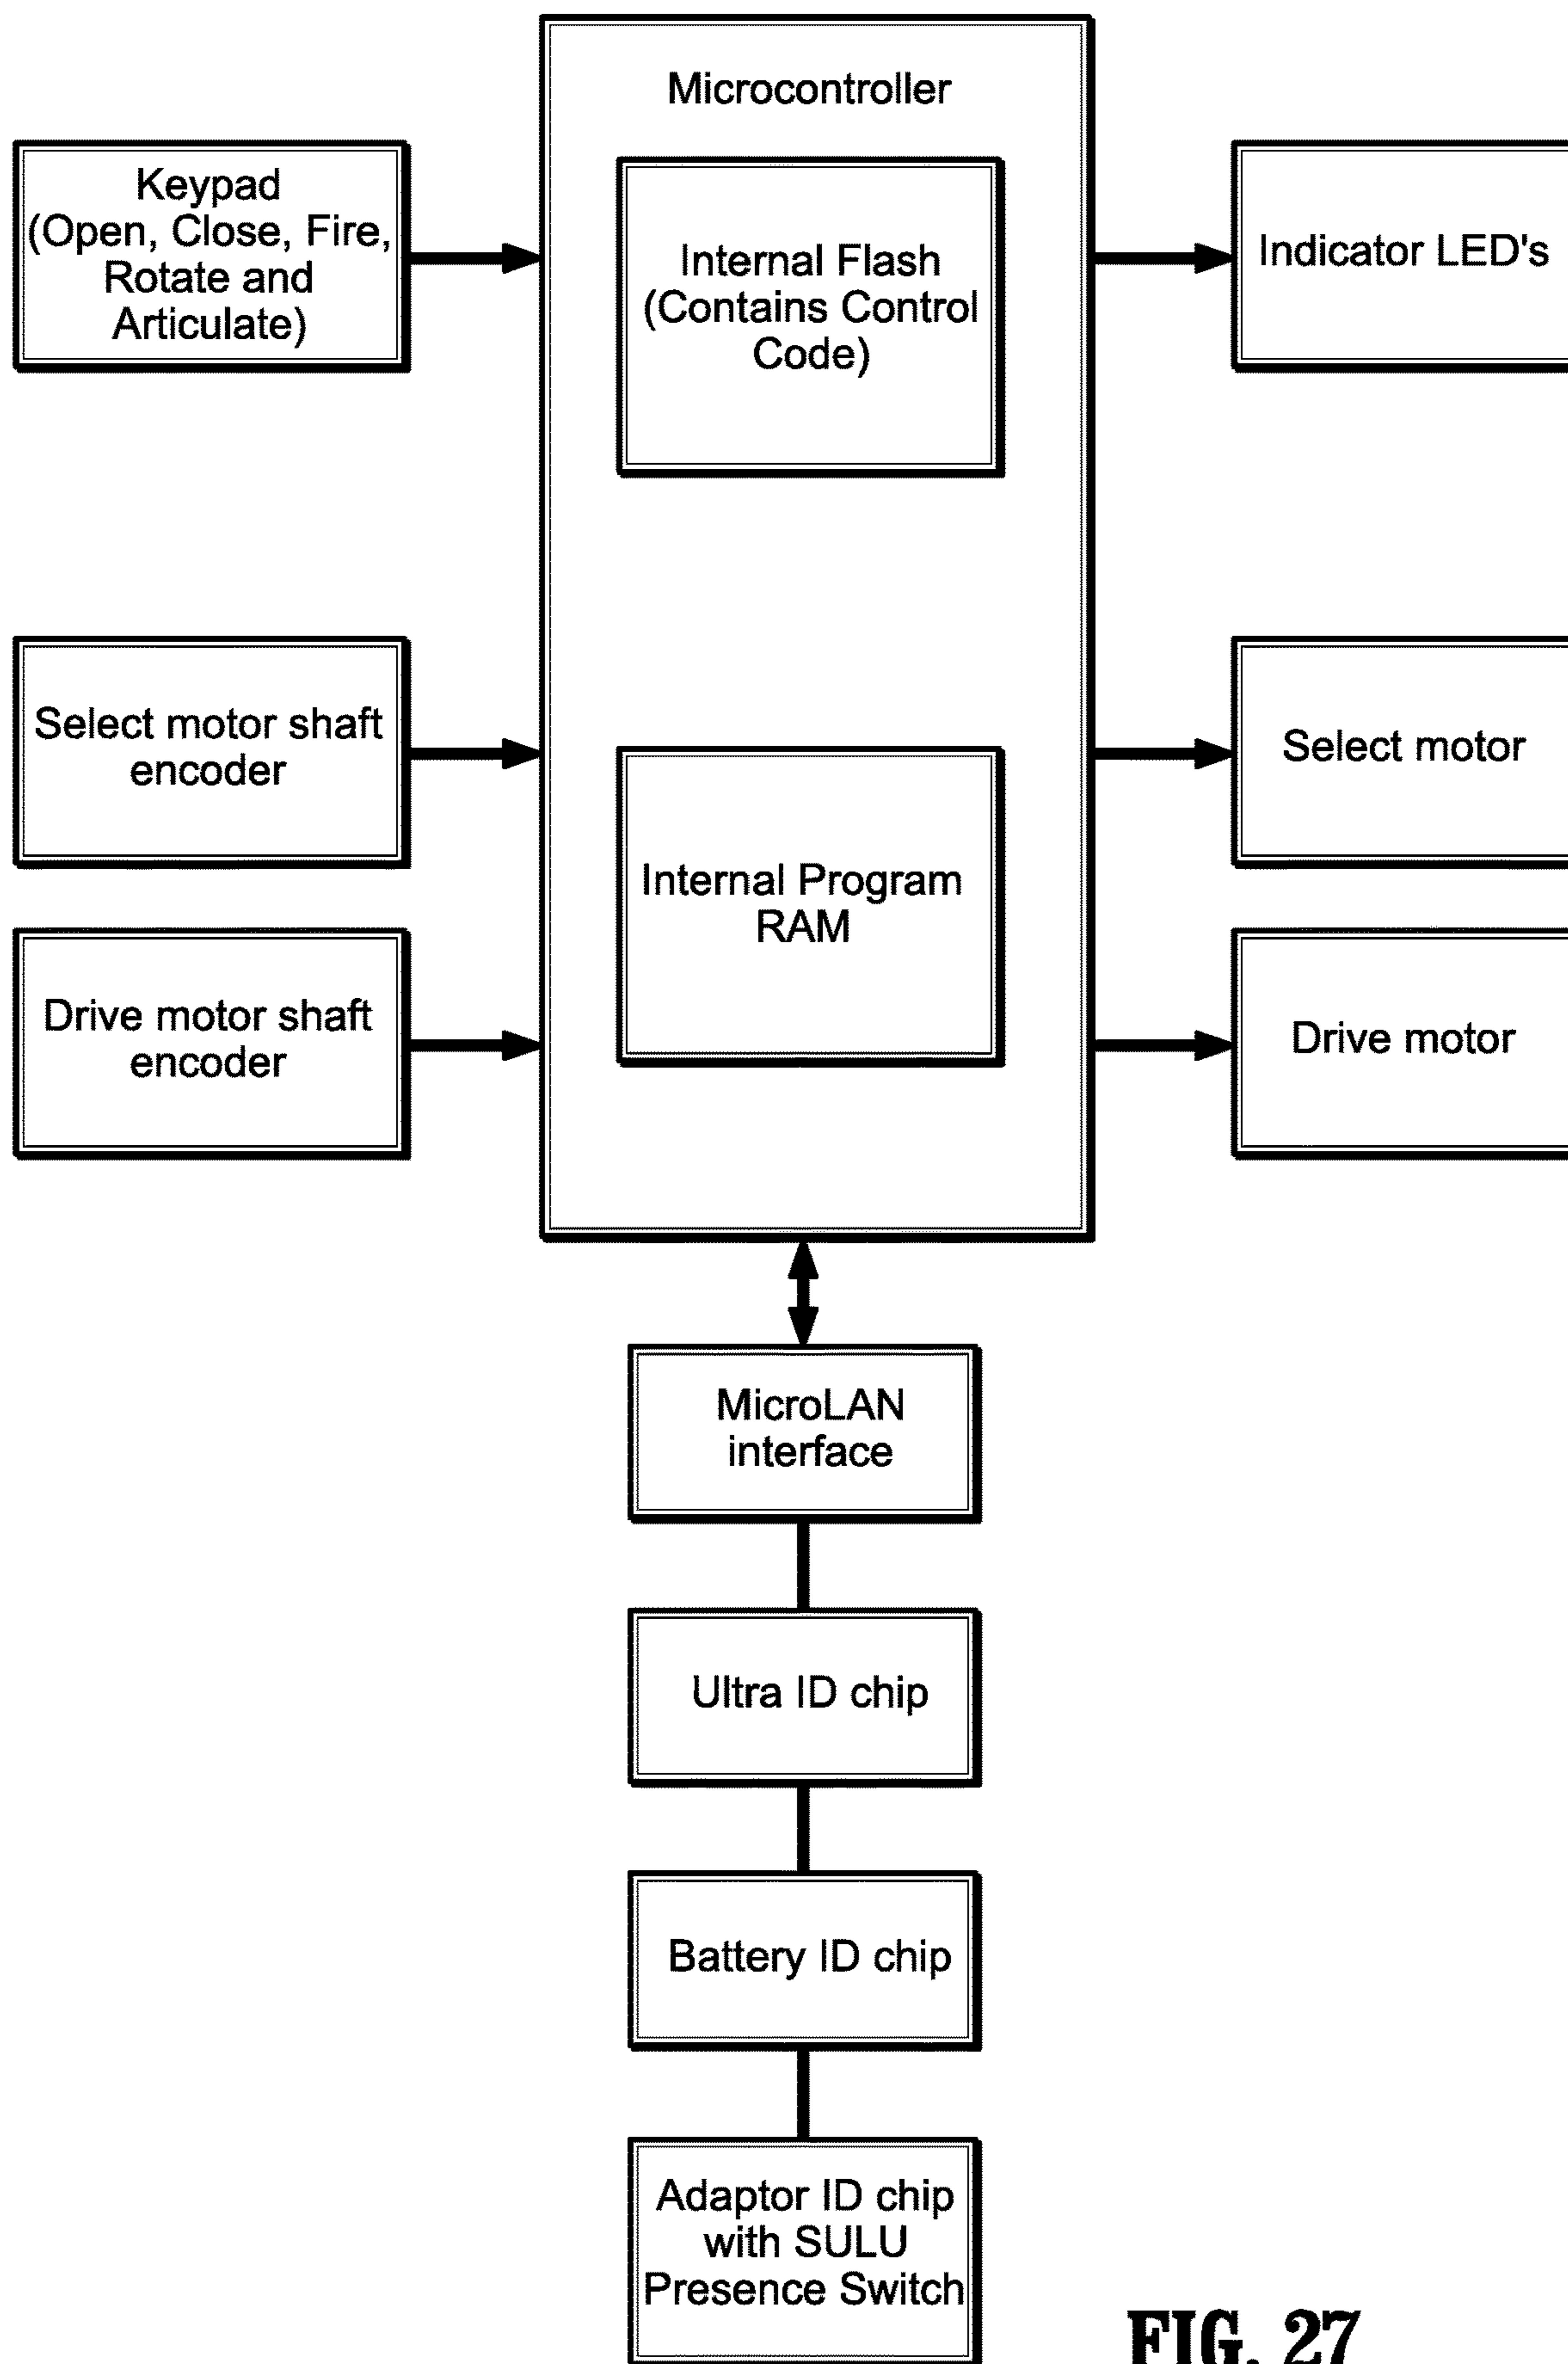 Microcontroller
Keypad
(Open, Close, Fire,
Rotate and
Articulate)
Internal Flash
(Contains Control
Code)
Indicator LED's
Select motor shaft
encoder
Select motor
Internal Program
RAM
Drive motor shaft
encoder
Drive motor
MicroLAN
interface
Ultra ID chip
Battery ID chip
Adaptor ID chip
with SULU
Presence Switch
FIG. 27